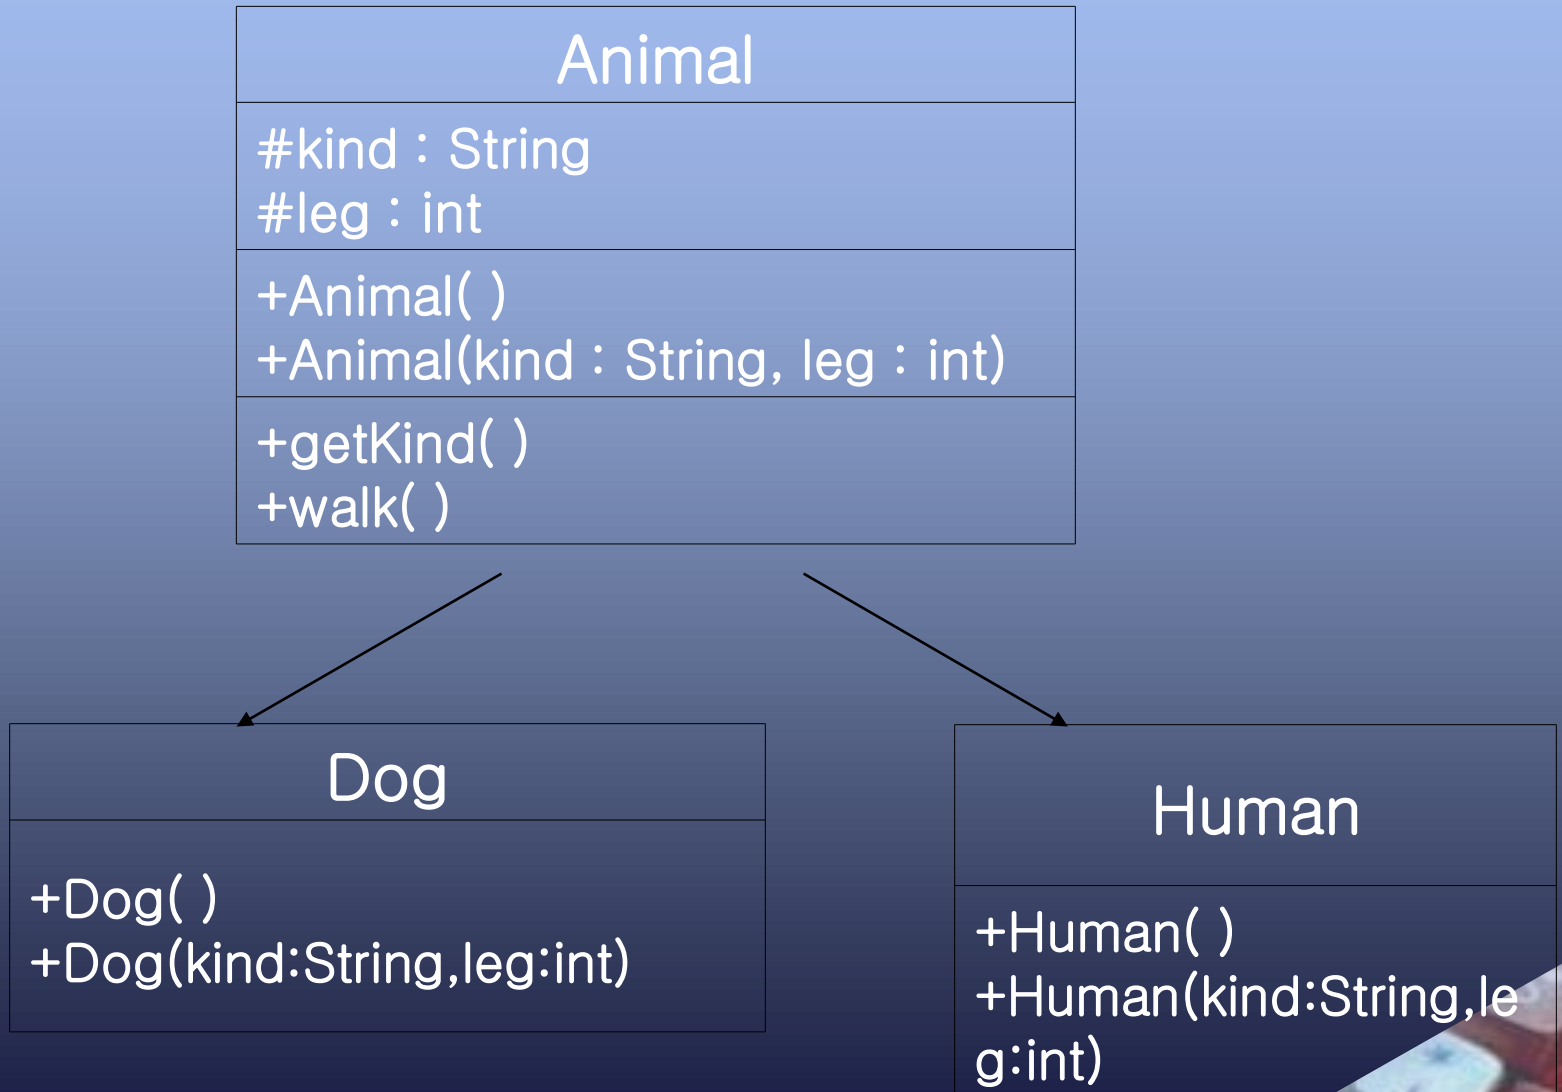 Animal
#kind : String
#leg : int
+Animal( )
+Animal(kind : String, leg : int)
+getKind( )
+walk( )
Dog
+Dog( )
+Dog(kind:String,leg:int)
Human
+Human( )
+Human(kind:String,le
g:int)